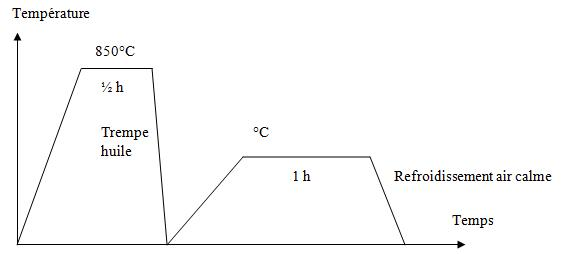 Température
850°C
½ h
Trempe
huile
°C
1 h
Refroidissement air calme
Temps